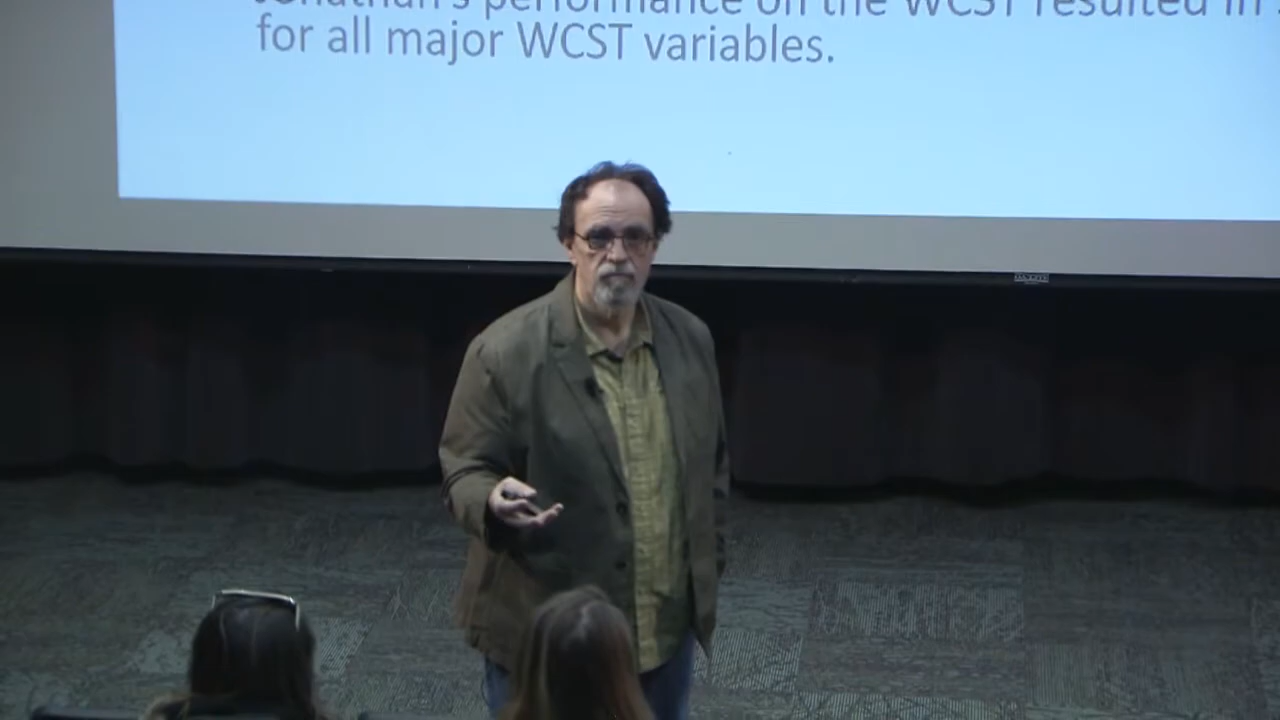 Jonathan's performance on the WCST resulted in
for all major WCST variables.